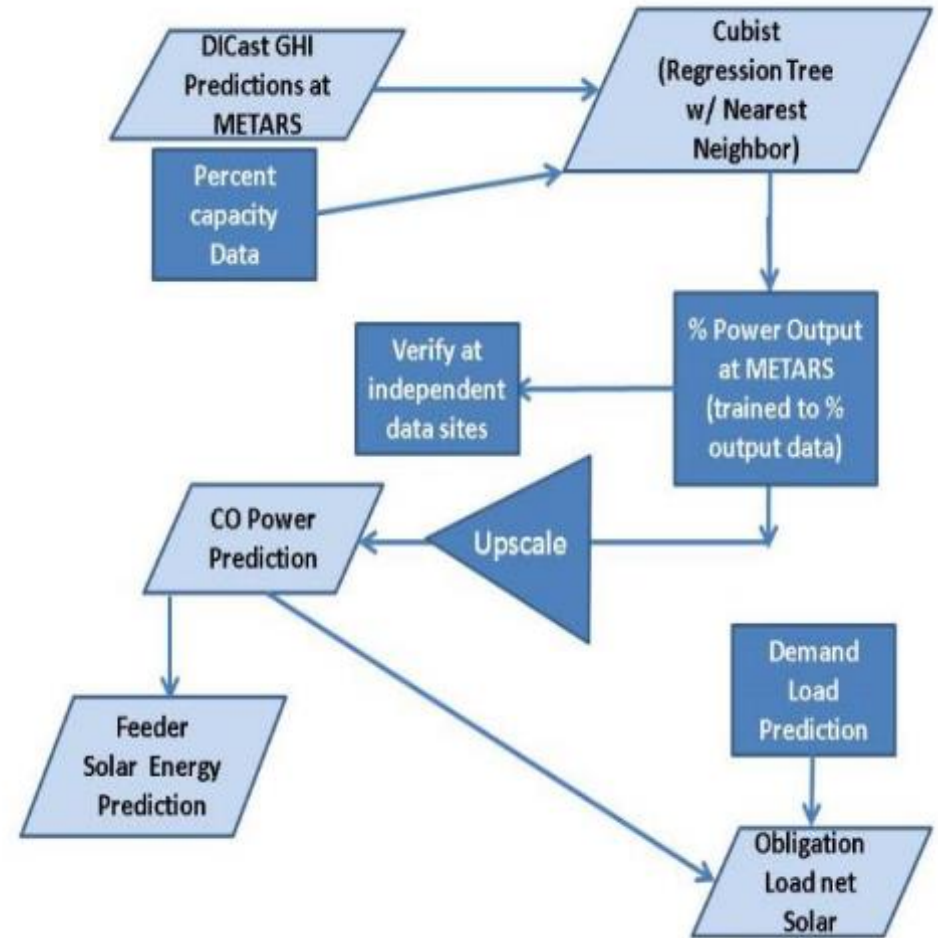 DICast GHI
Predictions at
METARS
Cubist
(Regression Tree
w/ Nearest
Neighbor)
Percent
capacity
Data
% Power Output
at METARS
(trained to %
output data)
Verify at
independent
data sites
Upscale
CO Power
Prediction
Demand
Load
Prediction
Feeder
Solar Energy
Prediction
Obligation
Load net
Solar